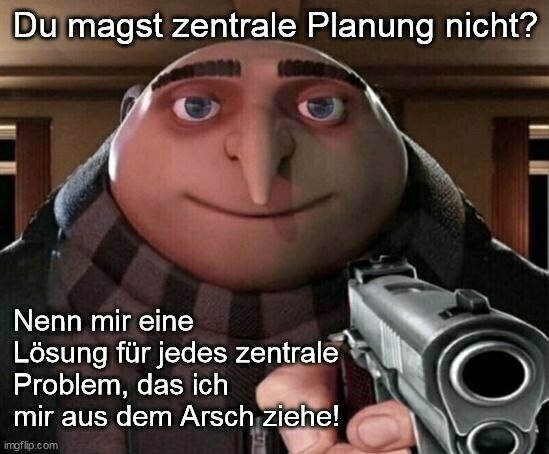 Du magst zentrale Planung nicht?
Nenn mir eine
Lösung für jedes zentrale
Problem, das ich
mir aus dem Arsch ziehe!
imgflip.com